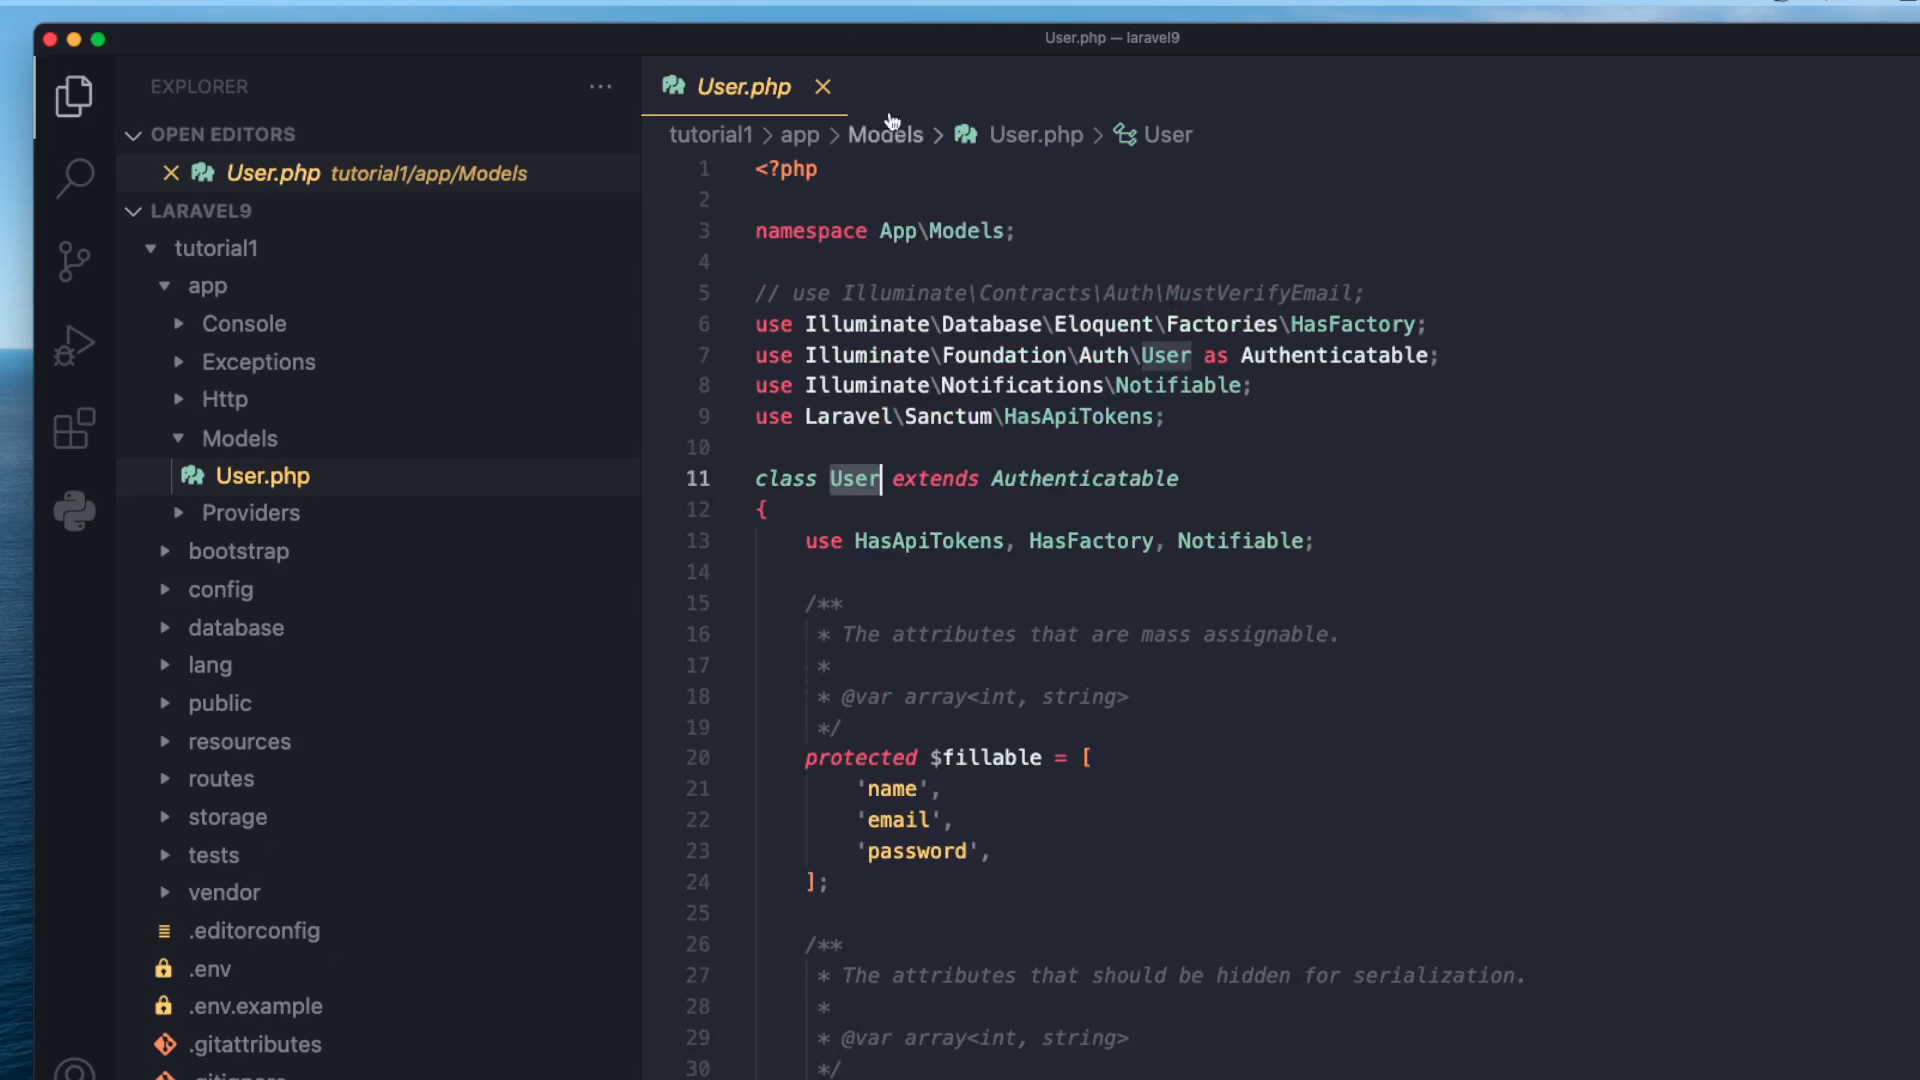 User.php — laravel9
EXPLORER
OPEN EDITORS
User.php tutorial1/app/Models
LARAVEL9
tutorial1
app
Console
Exceptions
Http
Models
User.php
Providers
bootstrap
config
database
lang
public
resources
routes
storage
tests
vendor
.editorconfig
.env
.env.example
.gitattributes
User.php
tutorial1 > app > Models > User.php > User
1 <?php
2
3 namespace App\Models;
4
5 // use Illuminate\Contracts\Auth\MustVerifyEmail;
6 use Illuminate\Database\Eloquent\Factories\HasFactory;
7 use Illuminate\Foundation\Auth\User as Authenticatable;
8 use Illuminate\Notifications\Notifiable;
9 use Laravel\Sanctum\HasApiTokens;
10
11 class User extends Authenticatable
12 {
13 use HasApiTokens, HasFactory, Notifiable;
14
15 /**
16 * The attributes that are mass assignable.
17 *
18 * @var array<int, string>
19 */
20 protected $fillable = [
21 'name',
22 'email',
23 'password',
24 ];
25
26 /**
27 * The attributes that should be hidden for serialization.
28 *
29 * @var array<int, string>
30 */